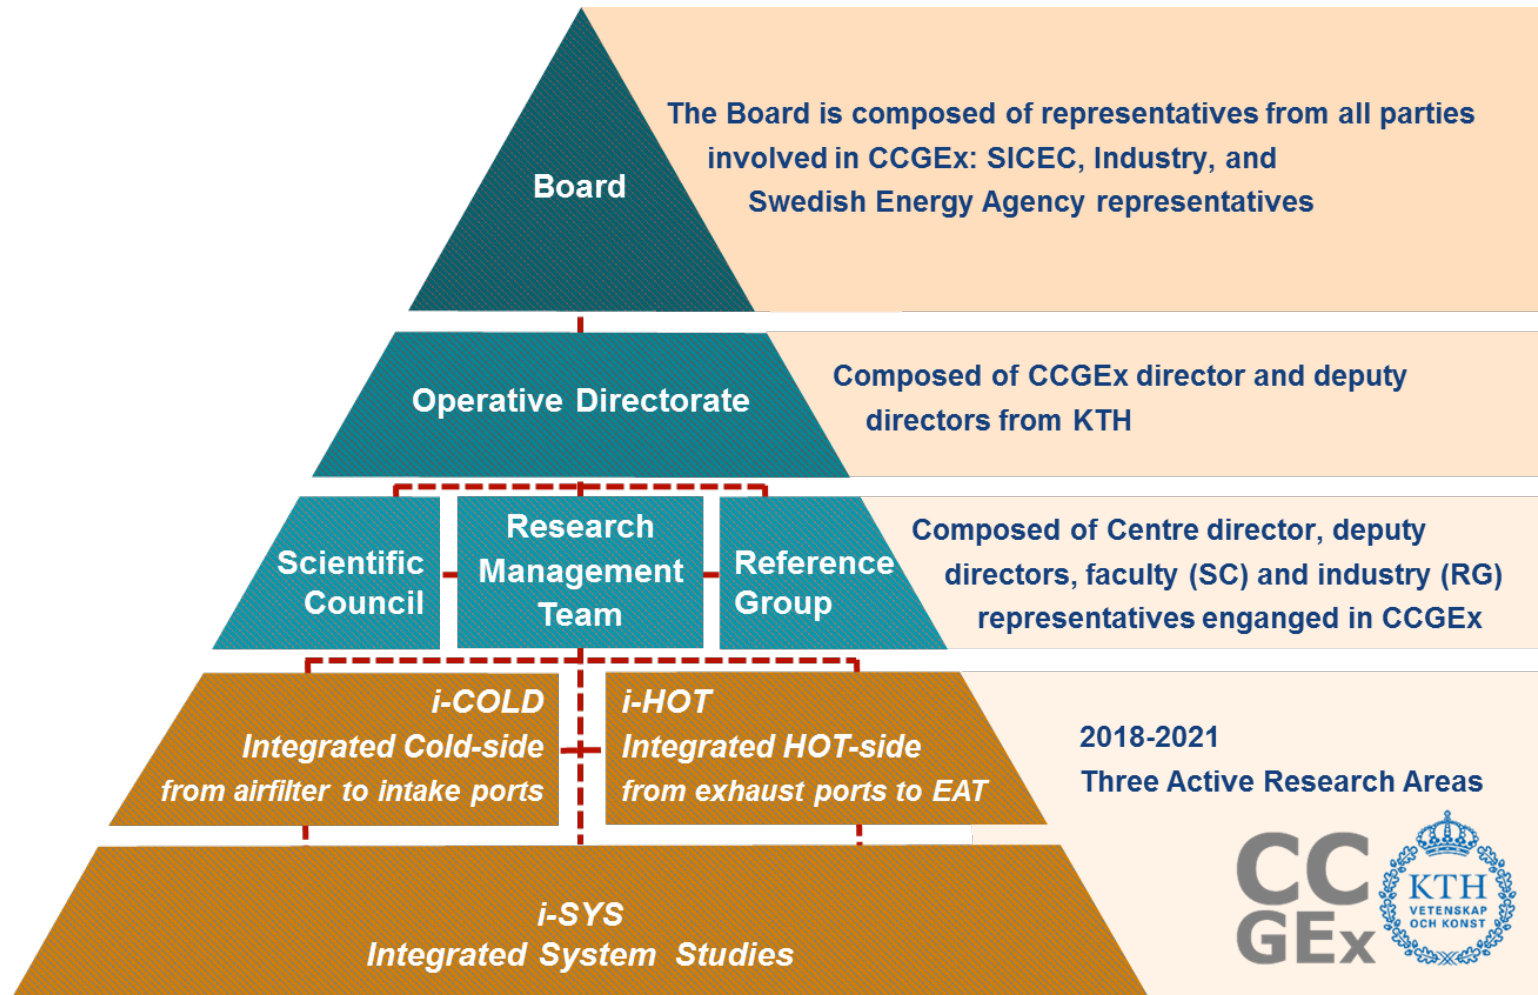 Board
The Board is composed of representatives from all parties
involved in CCGEx: SICEC, Industry, and
Swedish Energy Agency representatives
Operative Directorate
Composed of CCGEx director and deputy
directors from KTH
Scientific
Council
Research
Management
Team
Reference
Group
Composed of Centre director, deputy
directors, faculty (SC) and industry (RG)
representatives enganged in CCGEx
i-COLD
Integrated Cold-side
from airfilter to intake ports
i-HOT
Integrated HOT-side
from exhaust ports to EAT
2018-2021
Three Active Research Areas
i-SYS
Integrated System Studies
CC
GEx
KTH
VETENSKAP
OCH KONST